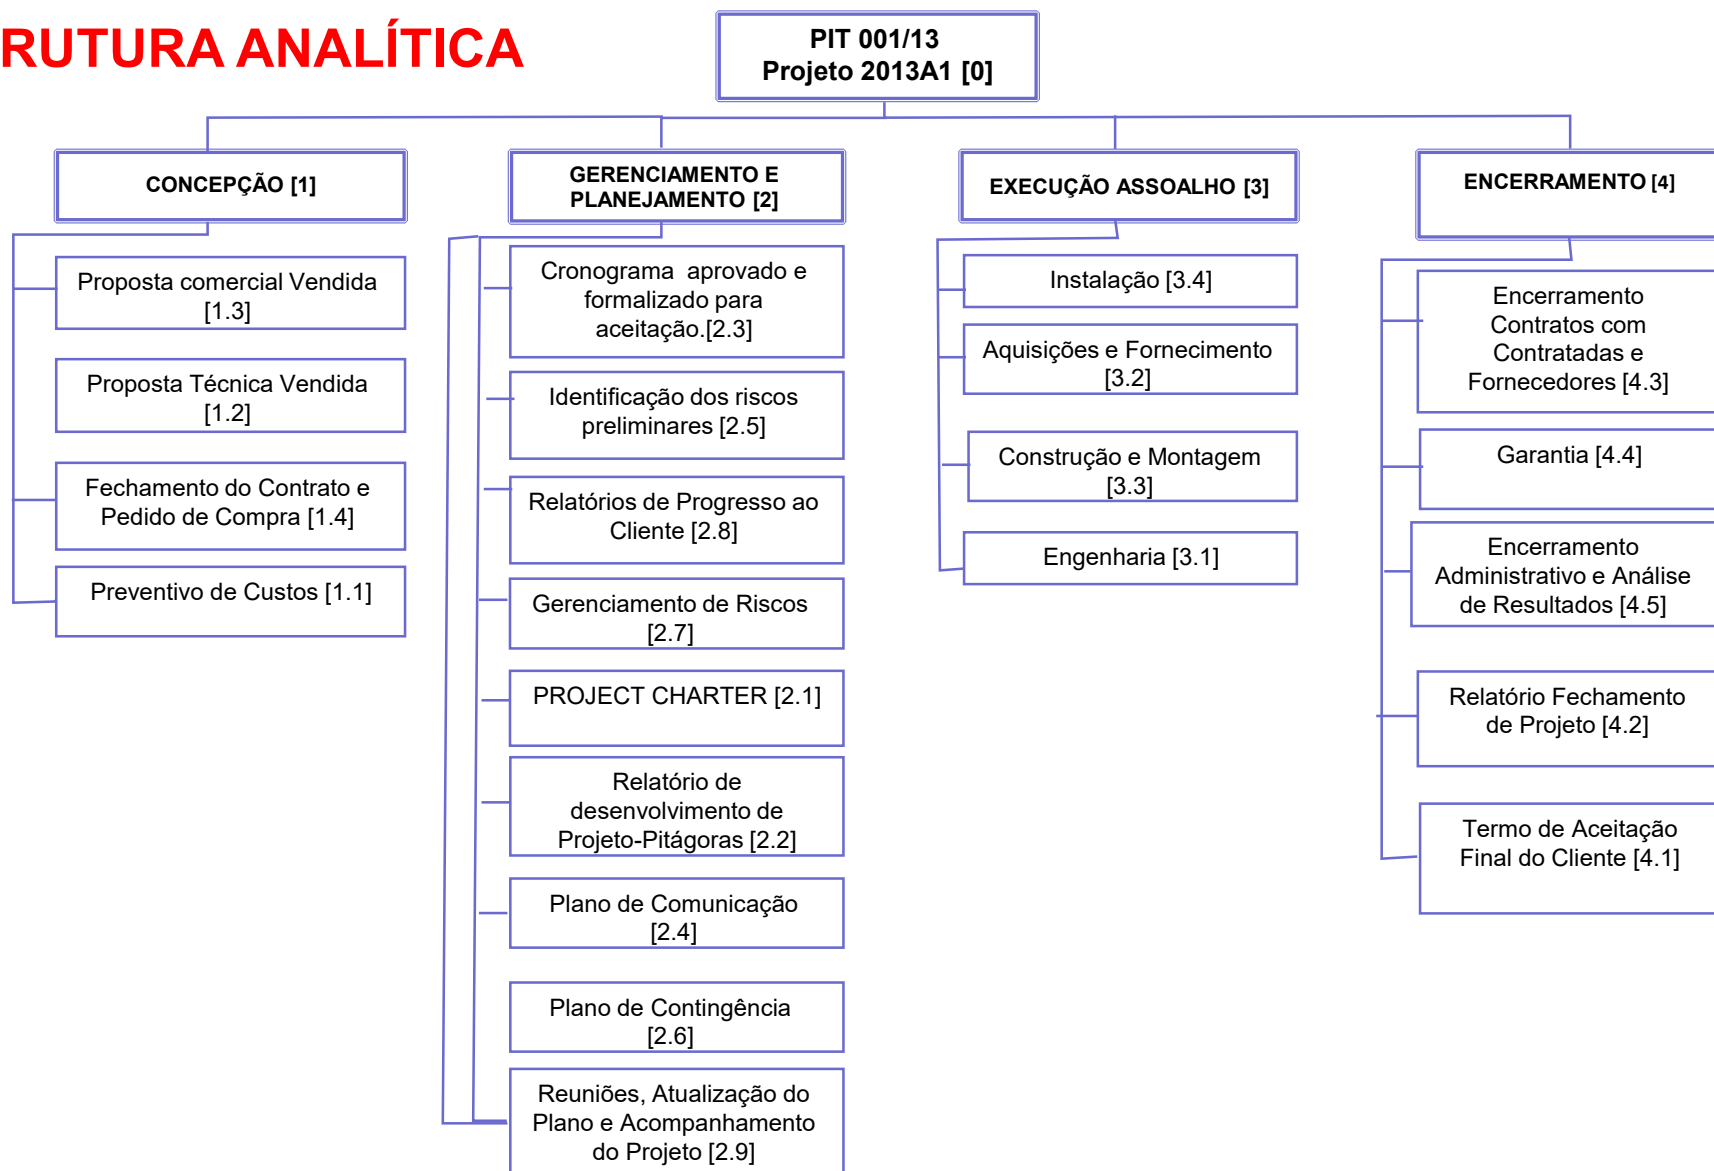 RUTURA ANALÍTICA
PIT 001/13
Projeto 2013A1 [0]
CONCEPÇÃO [1]
Proposta comercial Vendida
[1.3]
Proposta Técnica Vendida
[1.2]
Fechamento do Contrato e
Pedido de Compra [1.4]
Preventivo de Custos [1.1]
GERENCIAMENTO E
PLANEJAMENTO [2]
Cronograma aprovado e
formalizado para
aceitação.[2.3]
Identificação dos riscos
preliminares [2.5]
Relatórios de Progresso ao
Cliente [2.8]
Gerenciamento de Riscos
[2.7]
PROJECT CHARTER [2.1]
Relatório de
desenvolvimento de
Projeto-Pitágoras [2.2]
Plano de Comunicação
[2.4]
Plano de Contingência
[2.6]
Reuniões, Atualização do
Plano e Acompanhamento
do Projeto [2.9]
EXECUÇÃO ASSOALHO [3]
Instalação [3.4]
Aquisições e Fornecimento
[3.2]
Construção e Montagem
[3.3]
Engenharia [3.1]
ENCERRAMENTO [4]
Encerramento
Contratos com
Contratadas e
Fornecedores [4.3]
Garantia [4.4]
Encerramento
Administrativo e Análise
de Resultados [4.5]
Relatório Fechamento
de Projeto [4.2]
Termo de Aceitação
Final do Cliente [4.1]